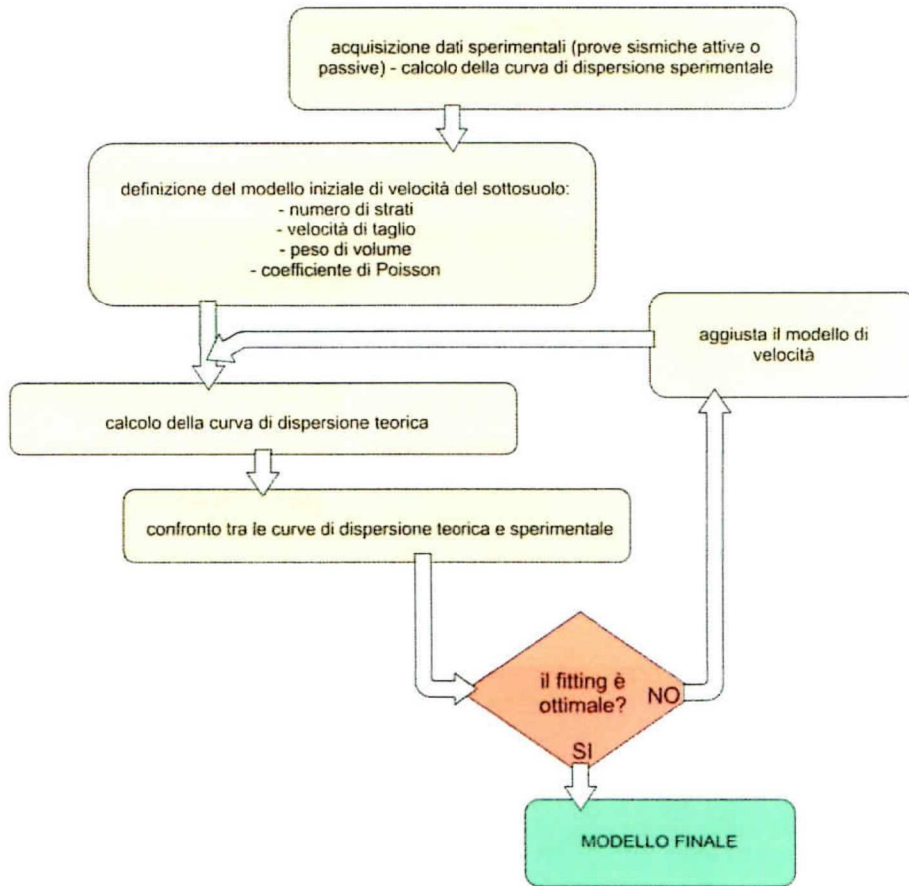 acquisizione dati sperimentali (prove sismiche attive o
passive) - calcolo della curva di dispersione sperimentale
definizione del modello iniziale di velocità del sottosuolo:
- numero di strati
- velocità di taglio
- peso di volume
- coefficiente di Poisson
aggiusta il modello di
velocità
calcolo della curva di dispersione teorica
confronto tra le curve di dispersione teorica e sperimentale
il fitting è
ottimale?
NO
SI
MODELLO FINALE